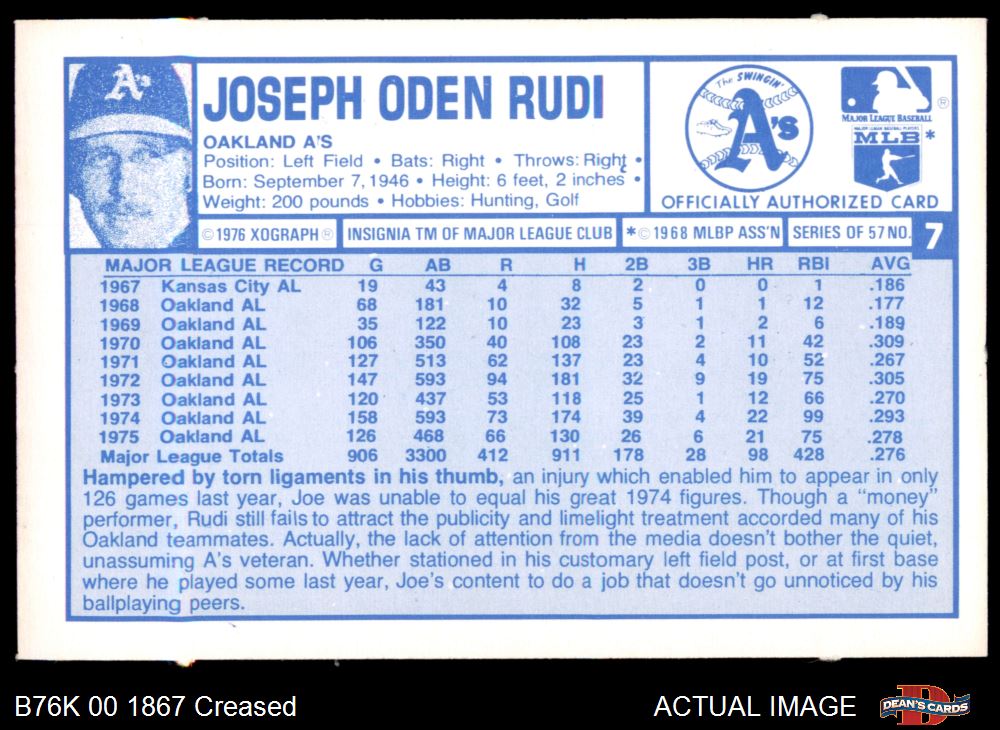 A's
JOSEPH ODEN RUDI
OAKLAND A'S
Position: Left Field • Bats: Right • Throws: Right •
Born: September 7, 1946 • Height: 6 feet, 2 inches •
Weight: 200 pounds • Hobbies: Hunting, Golf
The SWINGIN'
A's
MAJOR LEAGUE BASEBALL
®
MAJOR LEAGUE BASEBALL PLAYERS
MLB *
OFFICIALLY AUTHORIZED CARD
© 1976 XOGRAPH ®
INSIGNIA TM OF MAJOR LEAGUE CLUB
*© 1968 MLBP ASS'N
SERIES OF 57 NO. 7
MAJOR LEAGUE RECORD G AB R H 2B 3B HR RBI AVG
1967 Kansas City AL 19 43 4 8 2 0 0 1 .186
1968 Oakland AL 68 181 10 32 5 1 1 12 .177
1969 Oakland AL 35 122 10 23 3 1 2 6 .189
1970 Oakland AL 106 350 40 108 23 2 11 42 .309
1971 Oakland AL 127 513 62 137 23 4 10 52 .267
1972 Oakland AL 147 593 94 181 32 9 19 75 .305
1973 Oakland AL 120 437 53 118 25 1 12 66 .270
1974 Oakland AL 158 593 73 174 39 4 22 99 .293
1975 Oakland AL 126 468 66 130 26 6 21 75 .278
Major League Totals 906 3300 412 911 178 28 98 428 .276
Hampered by torn ligaments in his thumb, an injury which enabled him to appear in only
126 games last year, Joe was unable to equal his great 1974 figures. Though a “money”
performer, Rudi still fails to attract the publicity and limelight treatment accorded many of his
Oakland teammates. Actually, the lack of attention from the media doesn't bother the quiet,
unassuming A's veteran. Whether stationed in his customary left field post, or at first base
where he played some last year, Joe's content to do a job that doesn't go unnoticed by his
ballplaying peers.
B76K 00 1867 Creased
ACTUAL IMAGE
DEAN'S CARDS